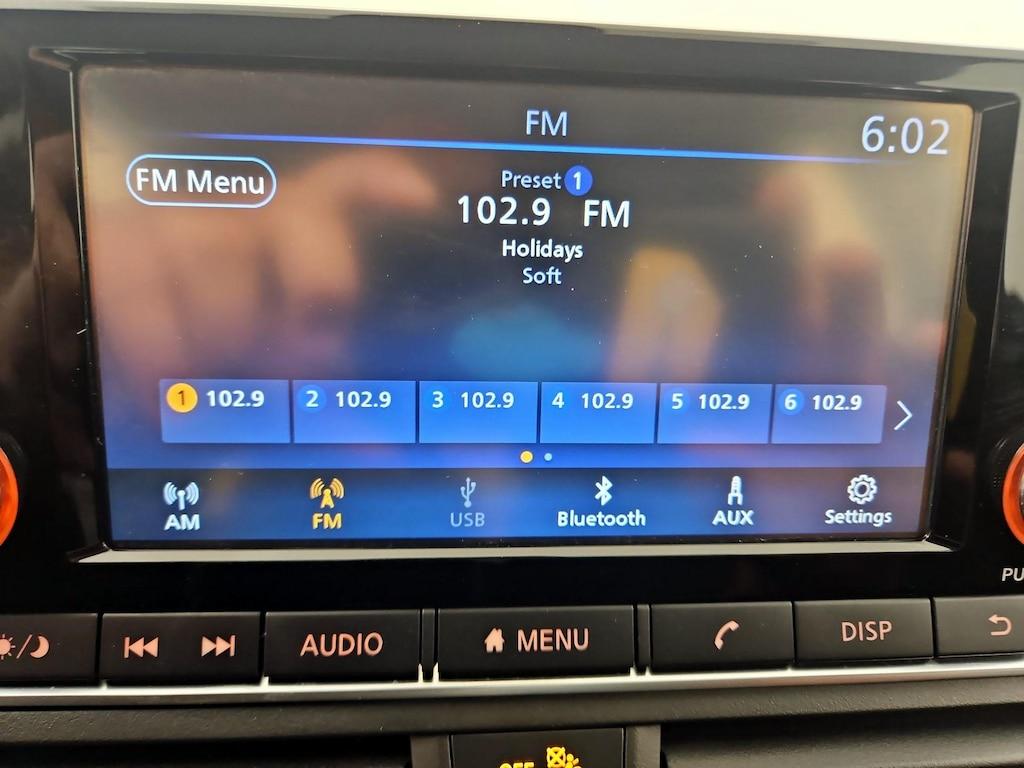 FM
6:02
FM Menu
Preset 1
102.9 FM
Holidays
Soft
1 102.9 2 102.9 3 102.9 4 102.9 5 102.9 6 102.9
AM FM USB Bluetooth AUX Settings
PU
AUDIO MENU DISP
OFF